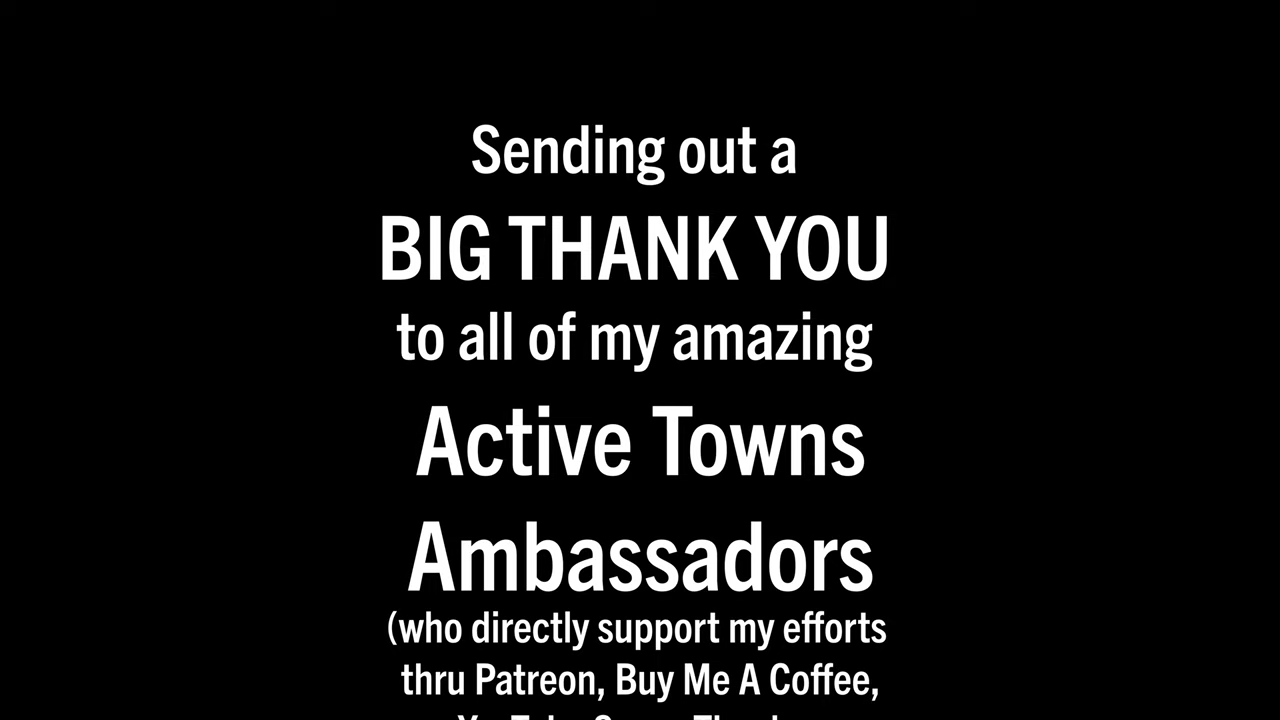 Sending out a
BIG THANK YOU
to all of my amazing
Active Towns
Ambassadors
(who directly support my efforts
thru Patreon, Buy Me A Coffee,